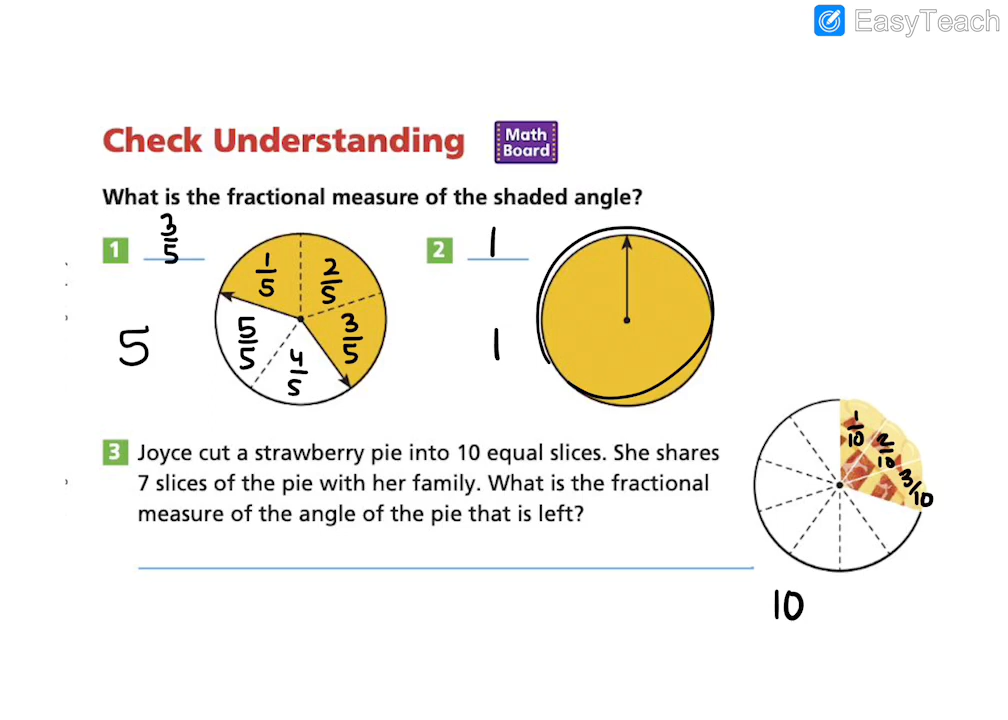 EasyTeach
Check Understanding
Math
Board
What is the fractional measure of the shaded angle?
1 3/5
2 1
1/5 2/5
3/5
5/5
4/5
5
1
3 Joyce cut a strawberry pie into 10 equal slices. She shares
7 slices of the pie with her family. What is the fractional
measure of the angle of the pie that is left?
1/10 2/10 3/10
10